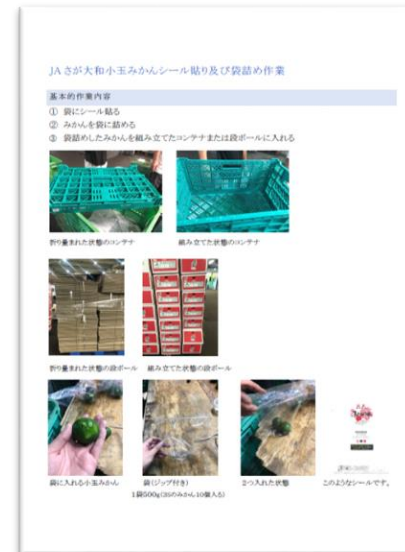 JAさが大和小玉みかんシール貼り及び袋詰め作業
基本的作業内容
① 袋にシール貼る
② みかんを袋に詰める
③ 袋詰めしたみかんを組み立てたコンテナまたは段ボールに入れる
折り畳まれた状態のコンテナ
組み立てた状態のコンテナ
折り畳まれた状態の段ボール
組み立てた状態の段ボール
袋に入れる小玉みかん
袋(ジップ付き)
2つ入れた状態
このようなシールです。
1袋500g(3Sのみかん10個入る)